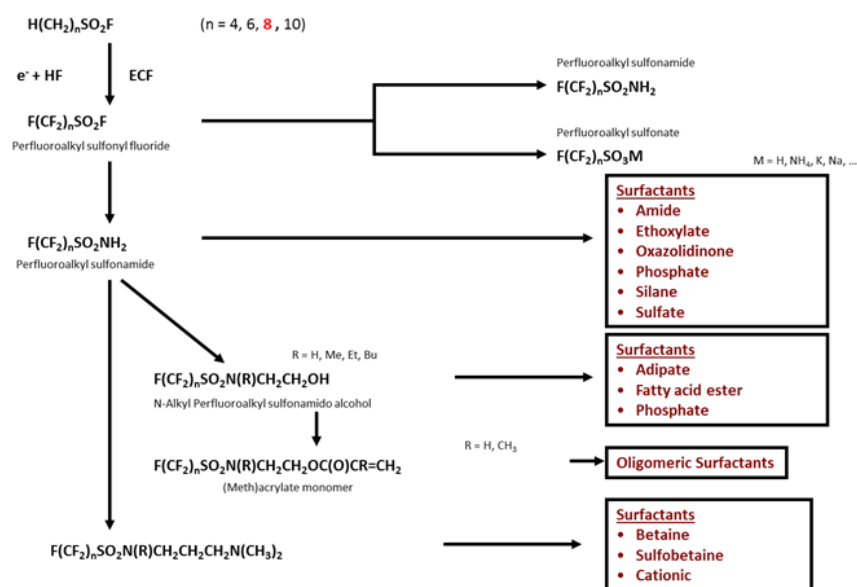 H(CH₂)ₙSO₂F (n = 4, 6, 8 , 10)
e⁻ + HF ECF
Perfluoroalkyl sulfonamide
F(CF₂)ₙSO₂NH₂
F(CF₂)ₙSO₂F
Perfluoroalkyl sulfonyl fluoride
Perfluoroalkyl sulfonate
F(CF₂)ₙSO₃M
M = H, NH₄, K, Na, ...
F(CF₂)ₙSO₂NH₂
Perfluoroalkyl sulfonamide
Surfactants
• Amide
• Ethoxylate
• Oxazolidinone
• Phosphate
• Silane
• Sulfate
R = H, Me, Et, Bu
F(CF₂)ₙSO₂N(R)CH₂CH₂OH
N-Alkyl Perfluoroalkyl sulfonamido alcohol
Surfactants
• Adipate
• Fatty acid ester
• Phosphate
R = H, CH₃
F(CF₂)ₙSO₂N(R)CH₂CH₂OC(O)CR=CH₂
(Meth)acrylate monomer
Oligomeric Surfactants
F(CF₂)ₙSO₂N(R)CH₂CH₂CH₂N(CH₃)₂
Surfactants
• Betaine
• Sulfobetaine
• Cationic